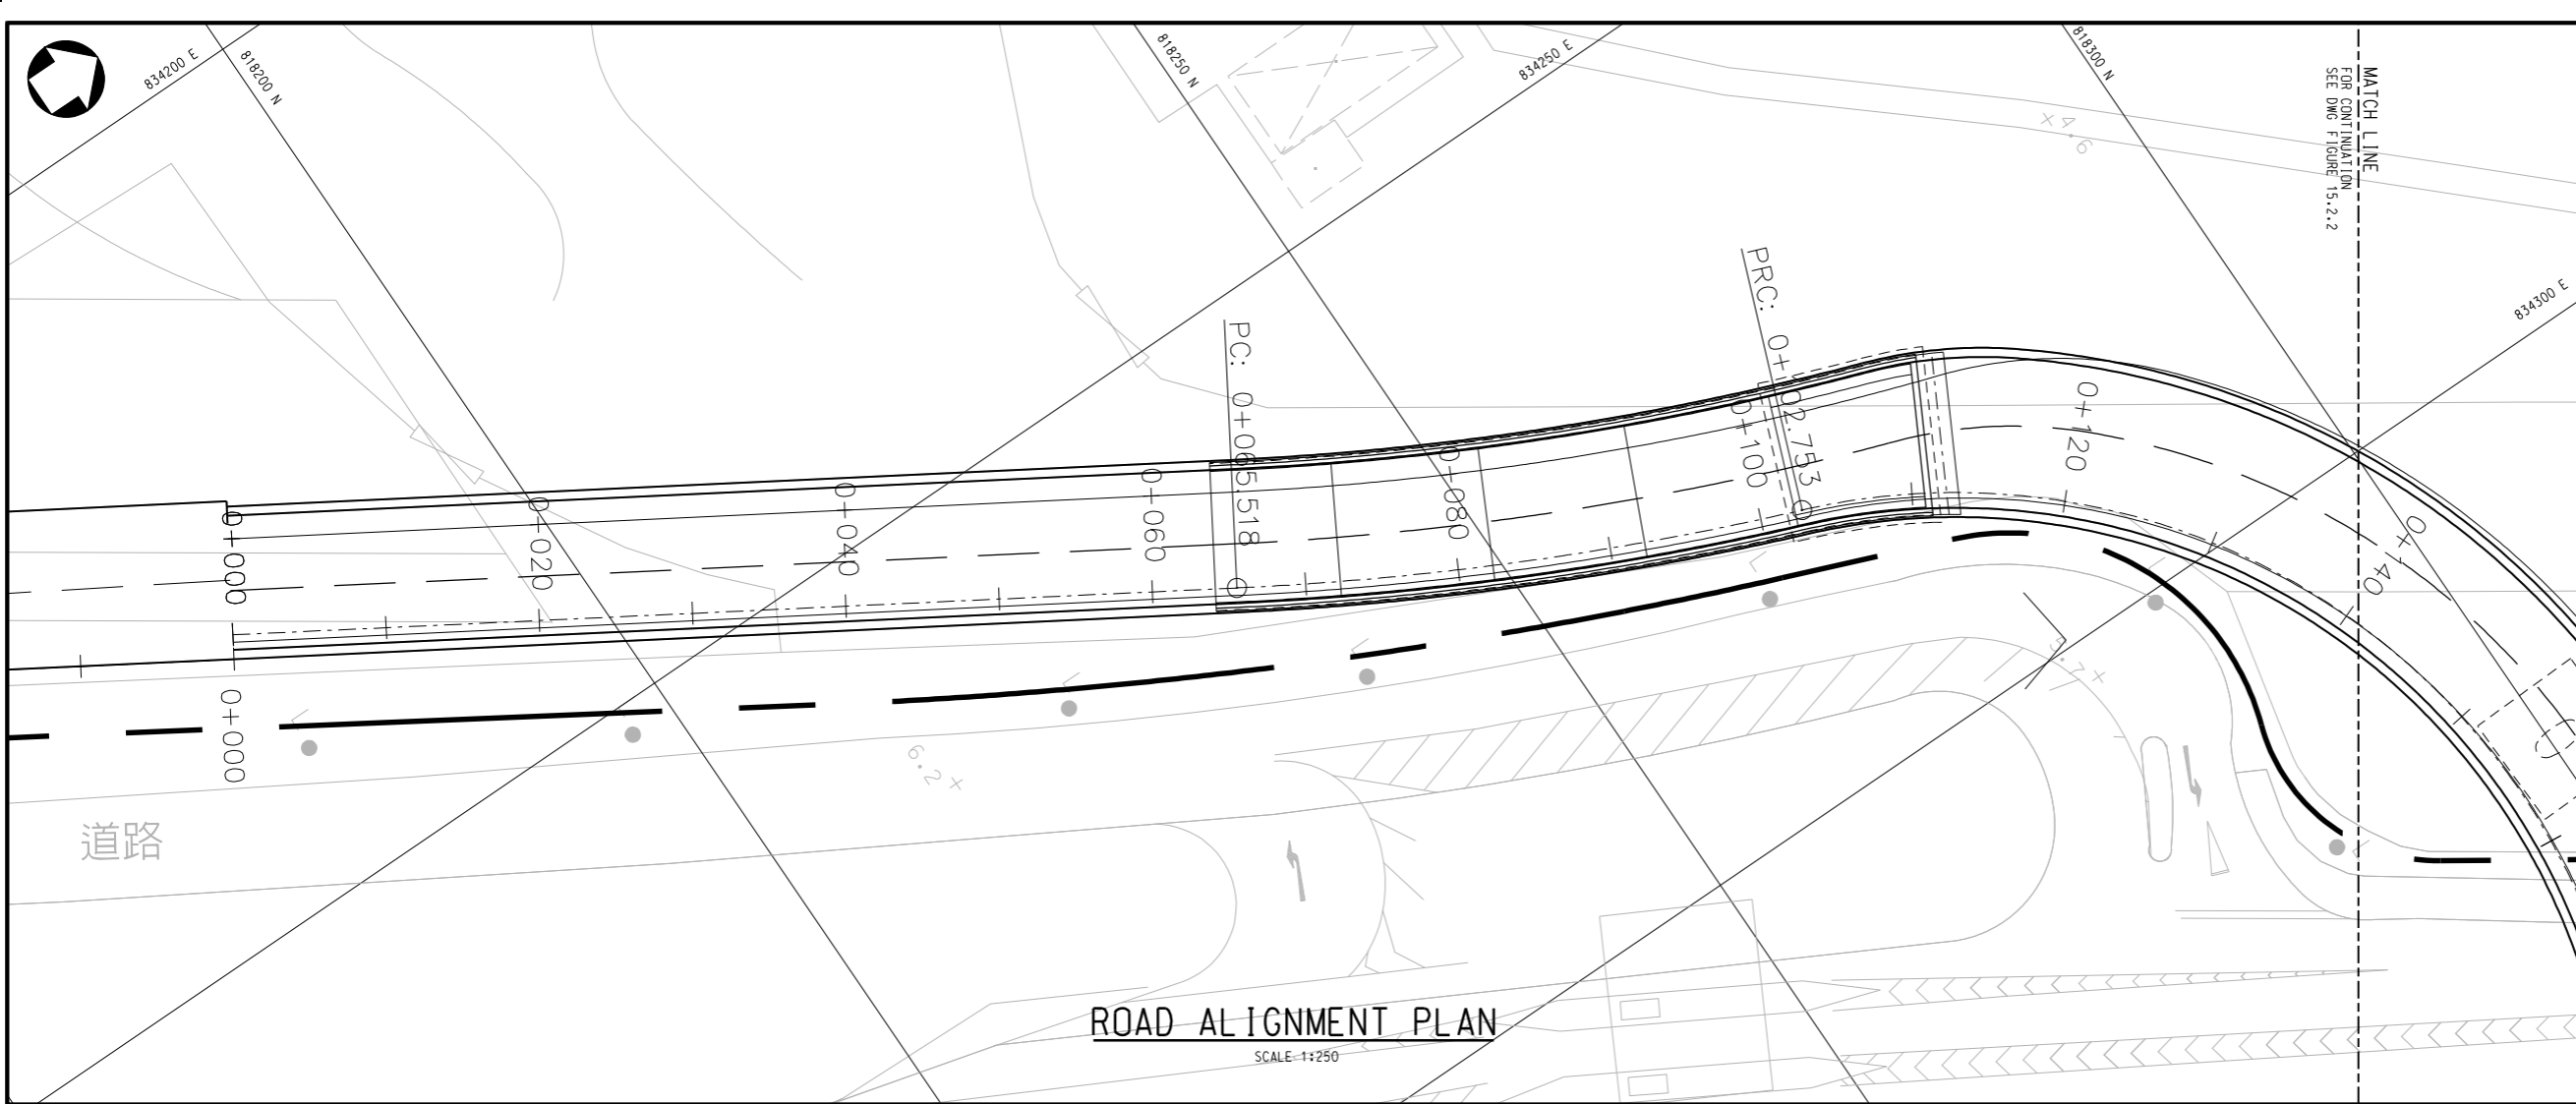 834200 E
818200 N
818250 N
834250 E
818300 N
MATCH LINE
FOR CONTINUATION
SEE DWG FIGURE 15.2.2
4.6
834300 E
PC: 0+065.518
PRC: 0+102.753
0+000
0+020
0+040
0+060
0+080
0+100
0+120
0+140
0+000
6.2
5.7
道路
ROAD ALIGNMENT PLAN
SCALE 1:250